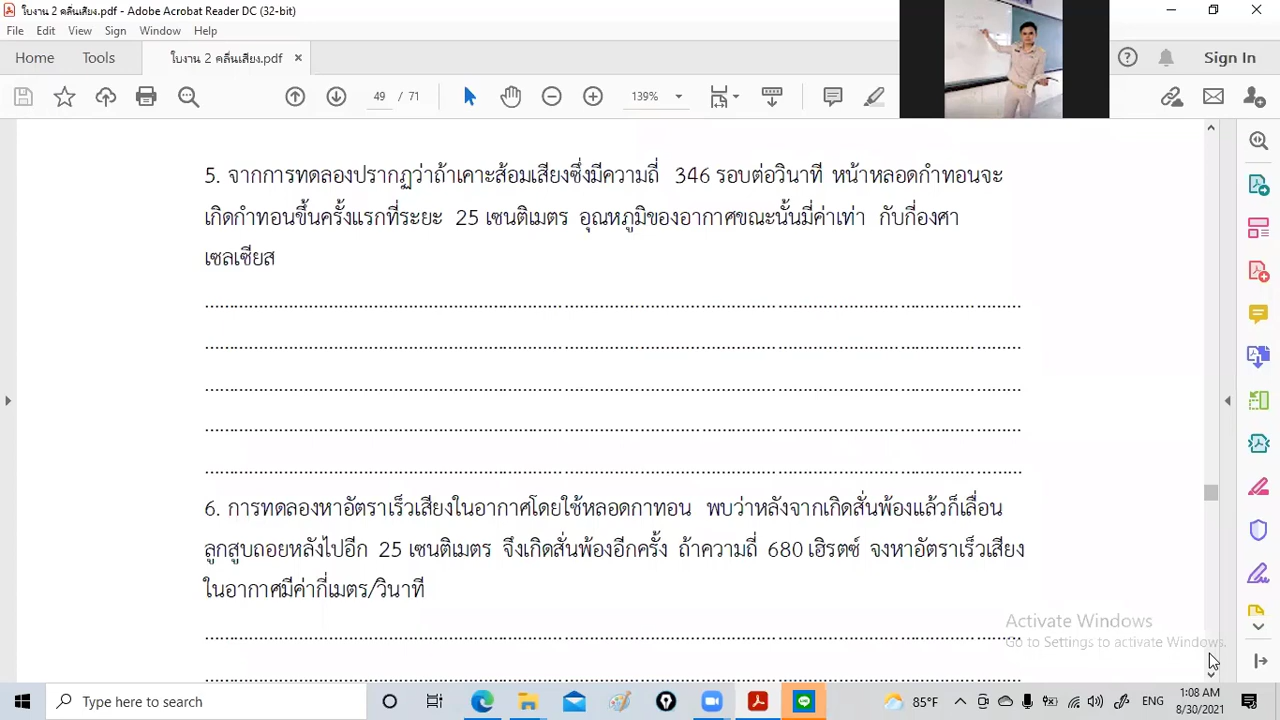 ใบงาน 2 คลื่นเสียง.pdf - Adobe Acrobat Reader DC (32-bit)
File Edit View Sign Window Help
Home Tools ใบงาน 2 คลื่นเสียง.pdf × Sign In
49 / 71 139%
5. จากการทดลองปรากฏว่าถ้าเคาะส้อมเสียงซึ่งมีความถี่ 346 รอบต่อวินาที หน้าหลอดกำทอนจะ
เกิดกำทอนขึ้นครั้งแรกที่ระยะ 25 เซนติเมตร อุณหภูมิของอากาศขณะนั้นมี่ค่าเท่า กับกี่องศา
เซลเซียส
6. การทดลองหาอัตราเร็วเสียงในอากาศโดยใช้หลอดกาทอน พบว่าหลังจากเกิดสั่นพ้องแล้วก็เลื่อน
ลูกสูบถอยหลังไปอีก 25 เซนติเมตร จึงเกิดสั่นพ้องอีกครั้ง ถ้าความถี่ 680 เฮิรตซ์ จงหาอัตราเร็วเสียง
ในอากาศมีค่ากี่เมตร/วินาที
Activate Windows
Go to Settings to activate Windows.
Type here to search 85°F ENG 1:08 AM
8/30/2021